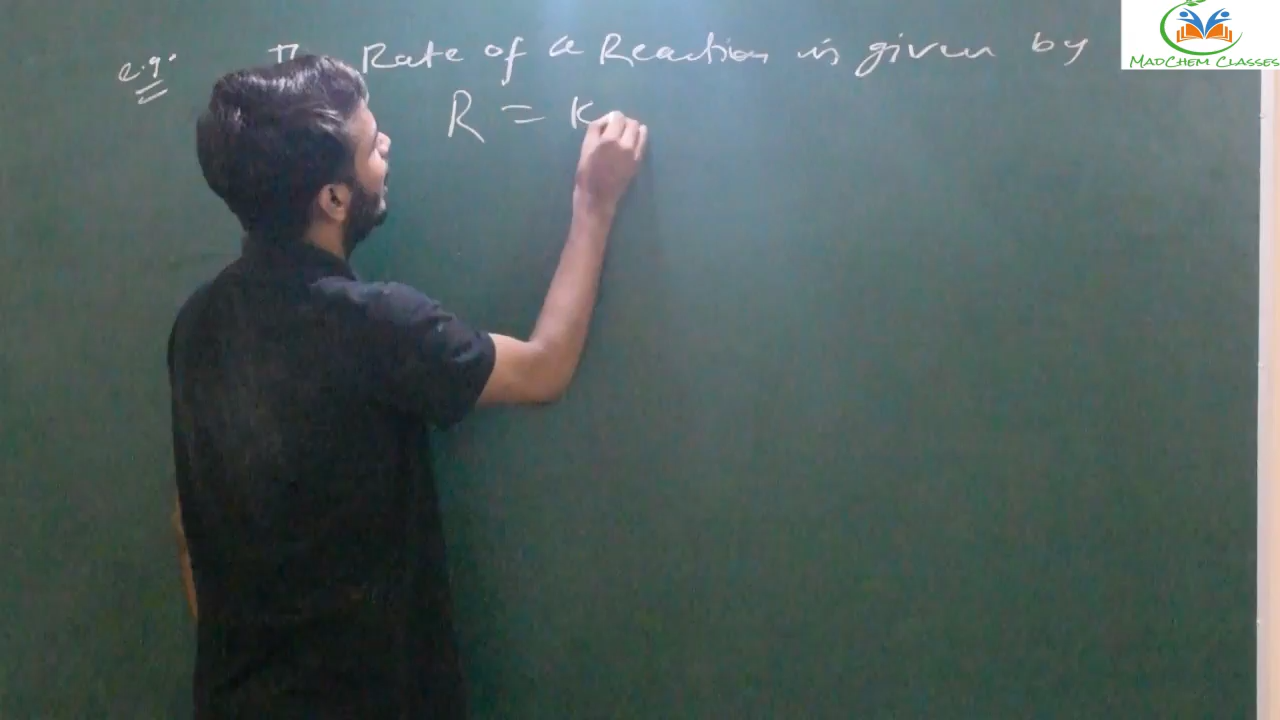 e.g. The Rate of a Reaction is given by
R = K
MADCHEM CLASSES